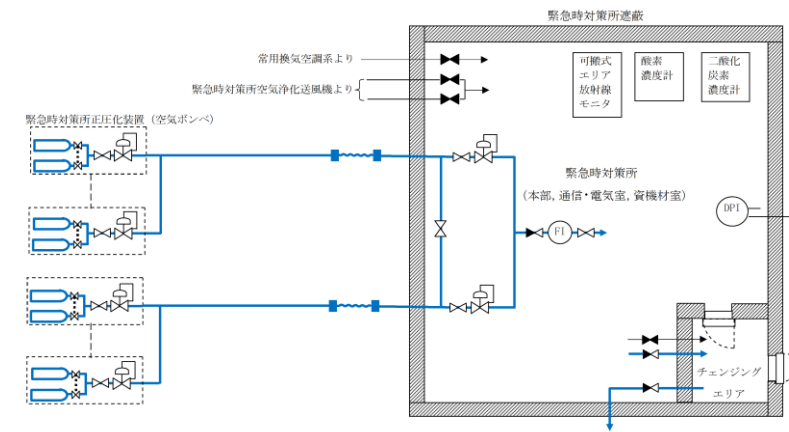 緊急時対策所遮蔽
常用換気空調系より
緊急時対策所空気浄化送風機より
可搬式
エリア
放射線
モニタ
酸素
濃度計
二酸化
炭素
濃度計
緊急時対策所正圧化装置（空気ボンベ）
緊急時対策所
（本部, 通信・電気室, 資機材室）
DPI
FI
チェンジング
エリア